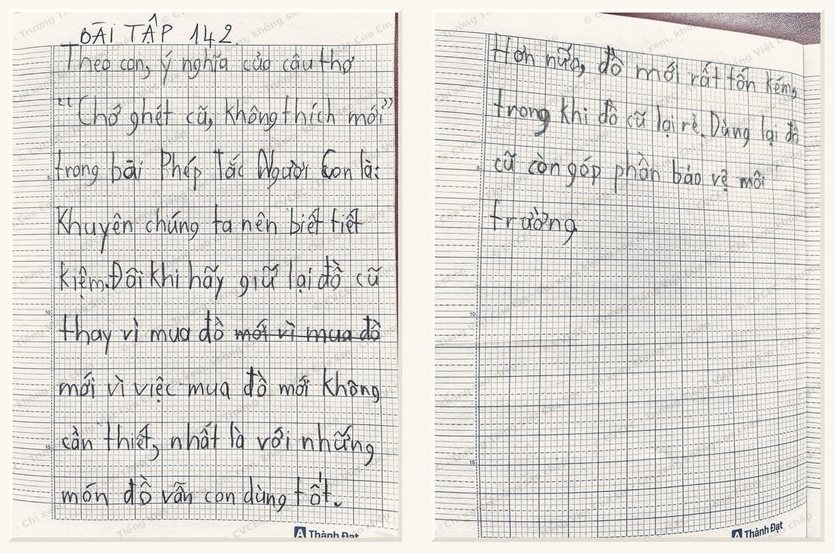 BÀI TẬP 142.
Theo con, ý nghĩa của câu thơ
“Chớ ghét cũ, không thích mới”
trong bài Phép Tắc Người Con là:
Khuyên chúng ta nên biết tiết
kiệm. Đôi khi hãy giữ lại đồ cũ
thay vì mua đồ mới vì mua đồ
mới vì việc mua đồ mới không
cần thiết, nhất là với những
món đồ vẫn con dùng tốt.
Thành Đạt
Hơn nữa, đồ mới rất tốn kém,
trong khi đồ cũ lại rẻ. Dùng lại đồ
cũ còn góp phần bảo vệ môi
trường
Thành Đạt